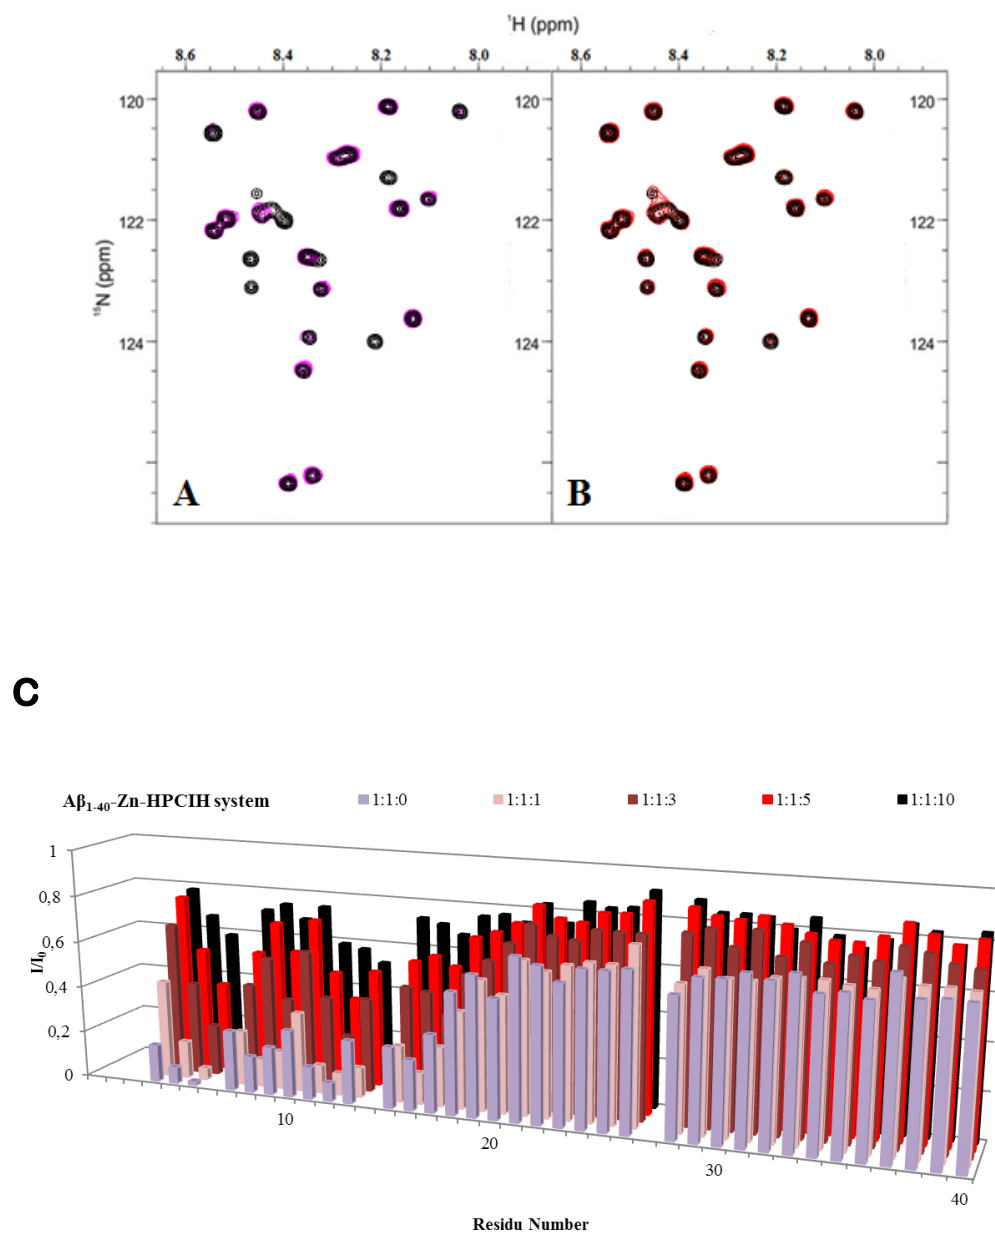 ¹H (ppm)
8.6 8.4 8.2 8.0 8.6 8.4 8.2 8.0
120 120 120
122 122 122
¹⁵N (ppm)
124 124 124
A B
C
Aβ₁₋₄₀-Zn-HPCIH system 1:1:0 1:1:1 1:1:3 1:1:5 1:1:10
1
0,8
0,6
I/I₀
0,4
0,2
0
10
20
30
40
Residu Number